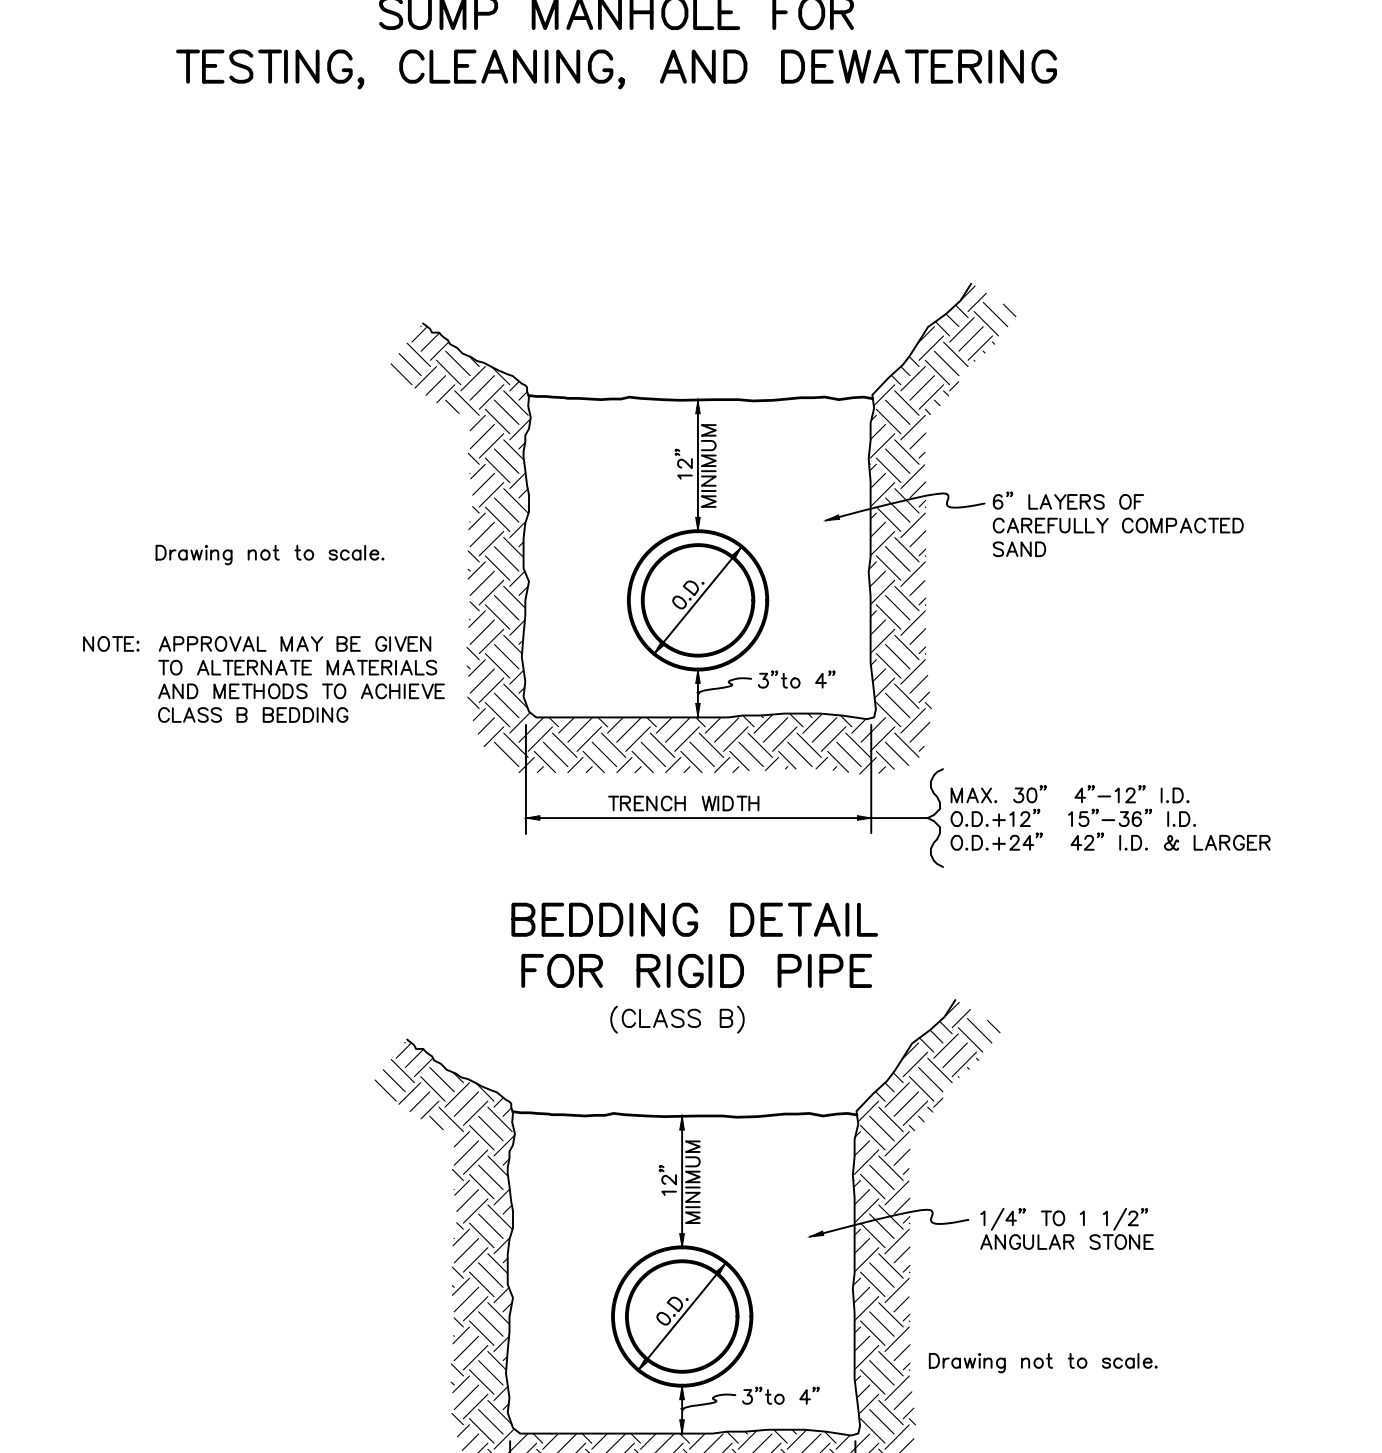 SUMP MANHOLE FOR
TESTING, CLEANING, AND DEWATERING
12"
MINIMUM
6" LAYERS OF
CAREFULLY COMPACTED
SAND
Drawing not to scale.
O.D.
NOTE: APPROVAL MAY BE GIVEN
TO ALTERNATE MATERIALS
AND METHODS TO ACHIEVE
CLASS B BEDDING
3"to 4"
TRENCH WIDTH
MAX. 30" 4"-12" I.D.
O.D.+12" 15"-36" I.D.
O.D.+24" 42" I.D. & LARGER
BEDDING DETAIL
FOR RIGID PIPE
(CLASS B)
12"
MINIMUM
1/4" TO 1 1/2"
ANGULAR STONE
O.D.
Drawing not to scale.
3"to 4"